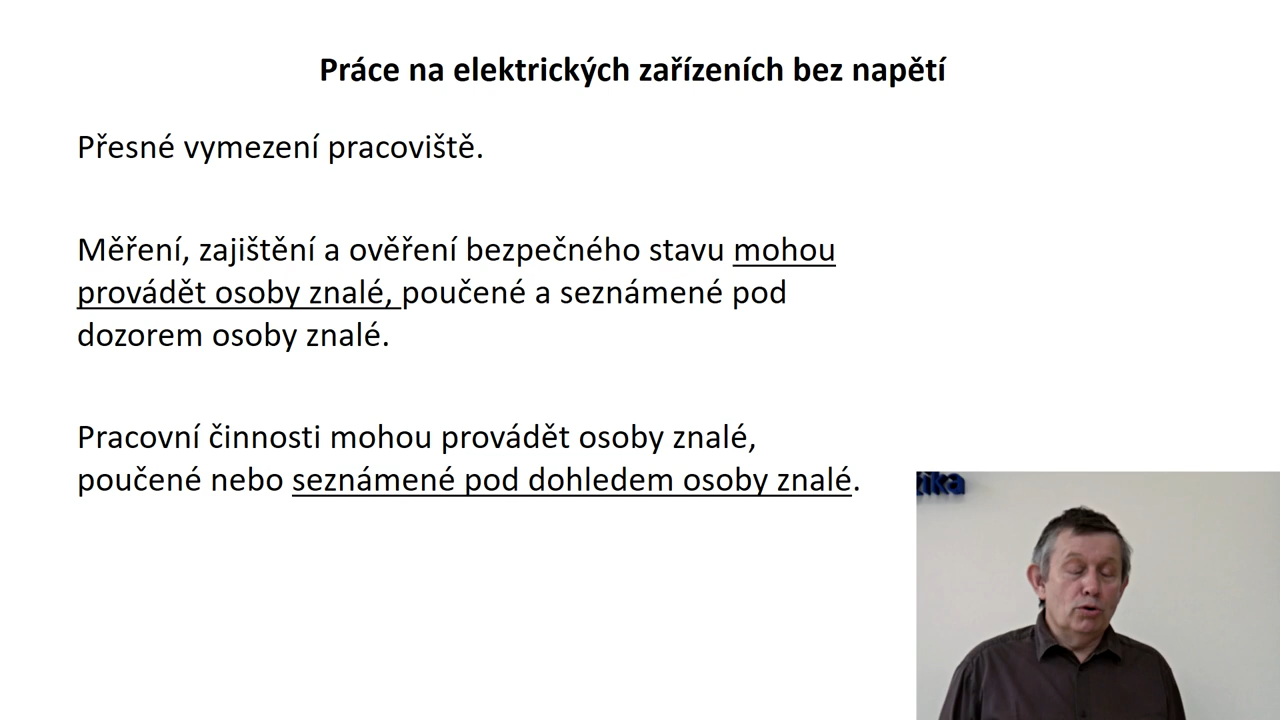 Práce na elektrických zařízeních bez napětí
Přesné vymezení pracoviště.
Měření, zajištění a ověření bezpečného stavu mohou
provádět osoby znalé, poučené a seznámené pod
dozorem osoby znalé.
Pracovní činnosti mohou provádět osoby znalé,
poučené nebo seznámené pod dohledem osoby znalé.